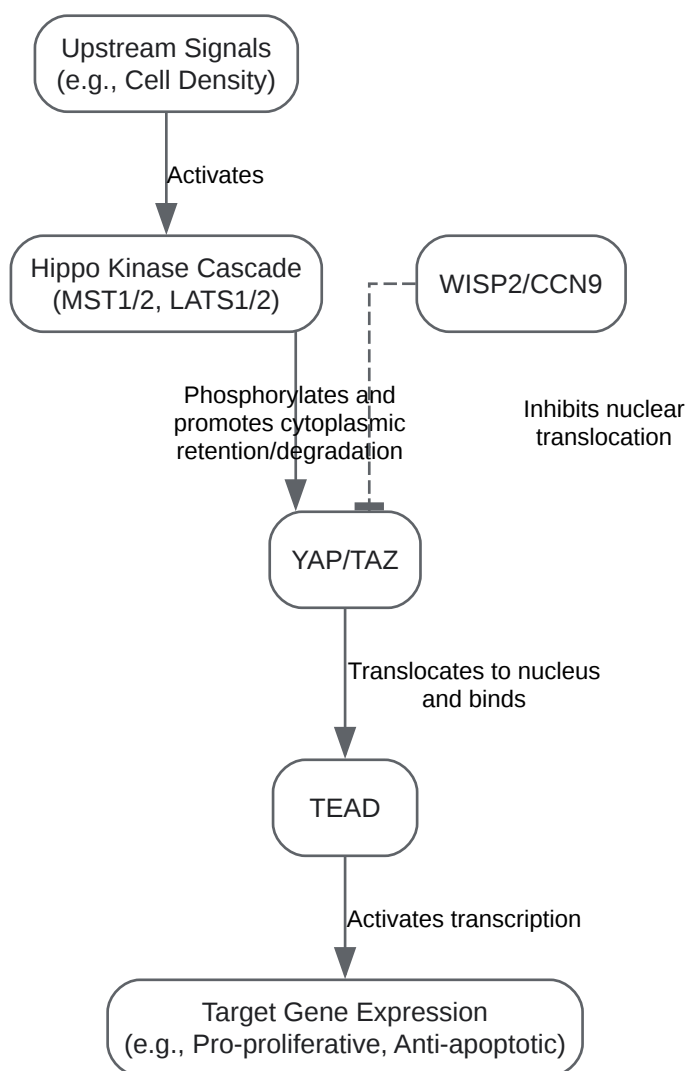 Upstream Signals
(e.g., Cell Density)
Activates
Hippo Kinase Cascade
(MST1/2, LATS1/2)
WISP2/CCN9
Phosphorylates and
promotes cytoplasmic
retention/degradation
Inhibits nuclear
translocation
YAP/TAZ
Translocates to nucleus
and binds
TEAD
Activates transcription
Target Gene Expression
(e.g., Pro-proliferative, Anti-apoptotic)